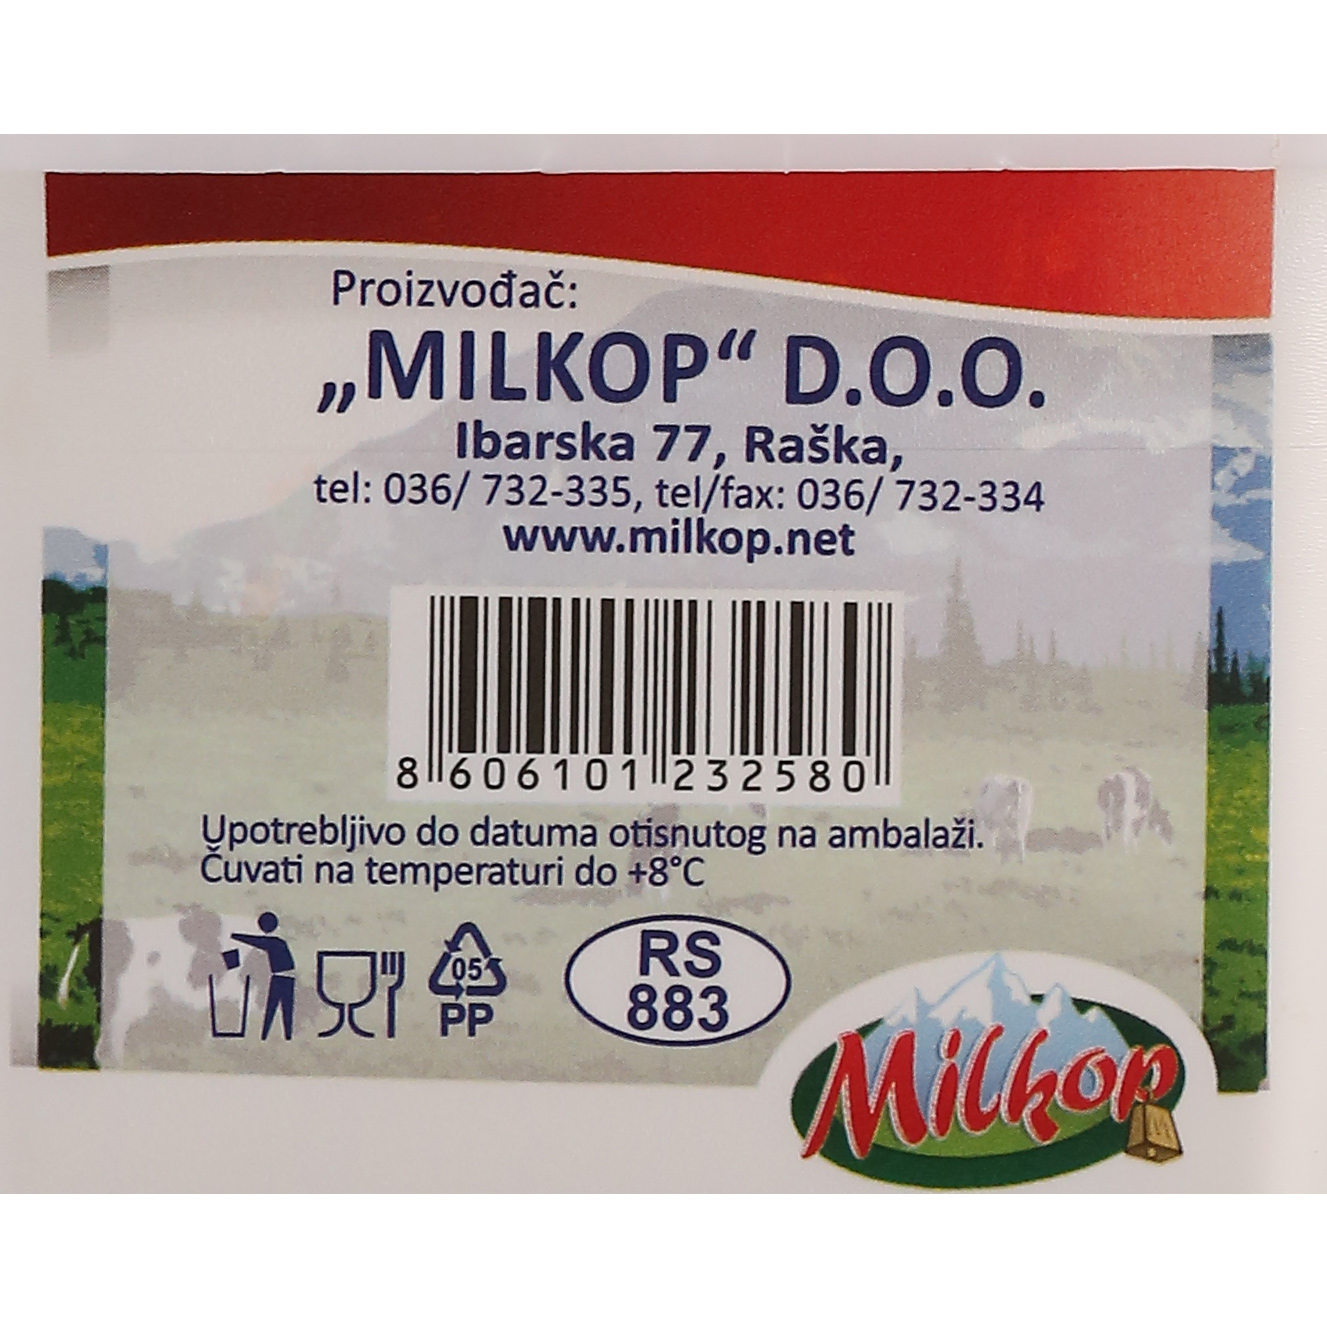 Proizvođač:
„MILKOP“ D.O.O.
Ibarska 77, Raška,
tel: 036/ 732-335, tel/fax: 036/ 732-334
www.milkop.net
8 606101 232580
Upotrebljivo do datuma otisnutog na ambalaži.
Čuvati na temperaturi do +8°C
05
PP
RS
883
Milkop